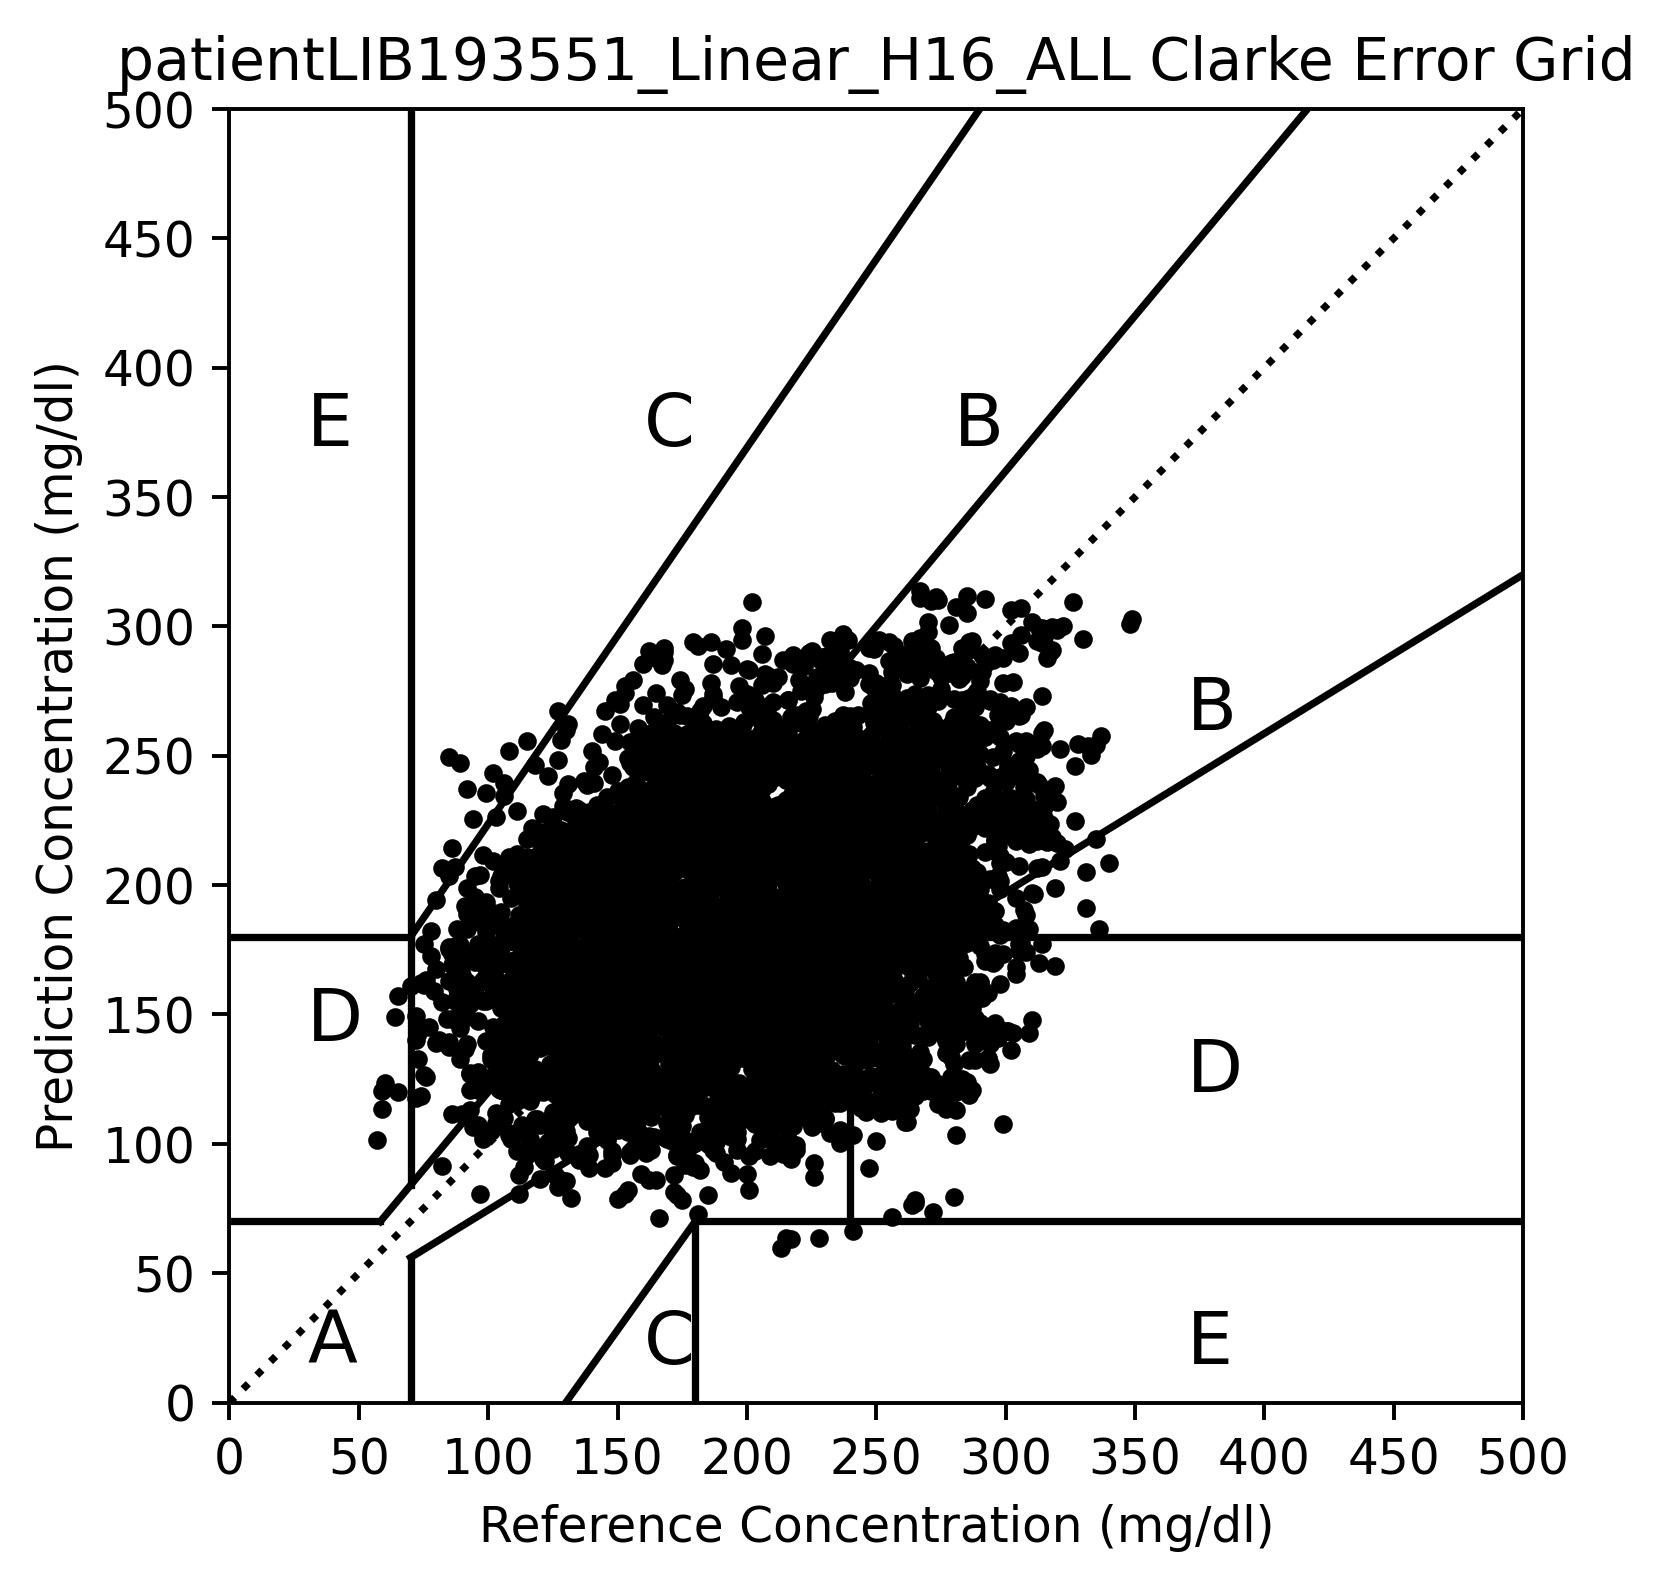 patientLIB193551_Linear_H16_ALL Clarke Error Grid
500
450
400
350
300
250
200
150
100
50
0
Prediction Concentration (mg/dl)
E
C
B
B
D
D
A
C
E
0 50 100 150 200 250 300 350 400 450 500
Reference Concentration (mg/dl)